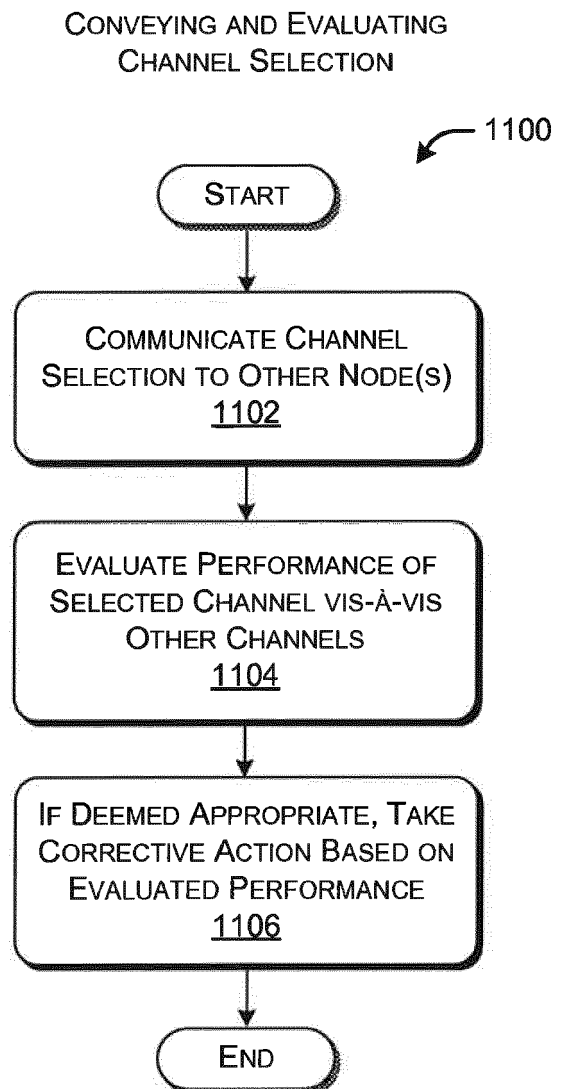 CONVEYING AND EVALUATING
CHANNEL SELECTION
1100
START
COMMUNICATE CHANNEL
SELECTION TO OTHER NODE(S)
1102
EVALUATE PERFORMANCE OF
SELECTED CHANNEL VIS-À-VIS
OTHER CHANNELS
1104
IF DEEMED APPROPRIATE, TAKE
CORRECTIVE ACTION BASED ON
EVALUATED PERFORMANCE
1106
END